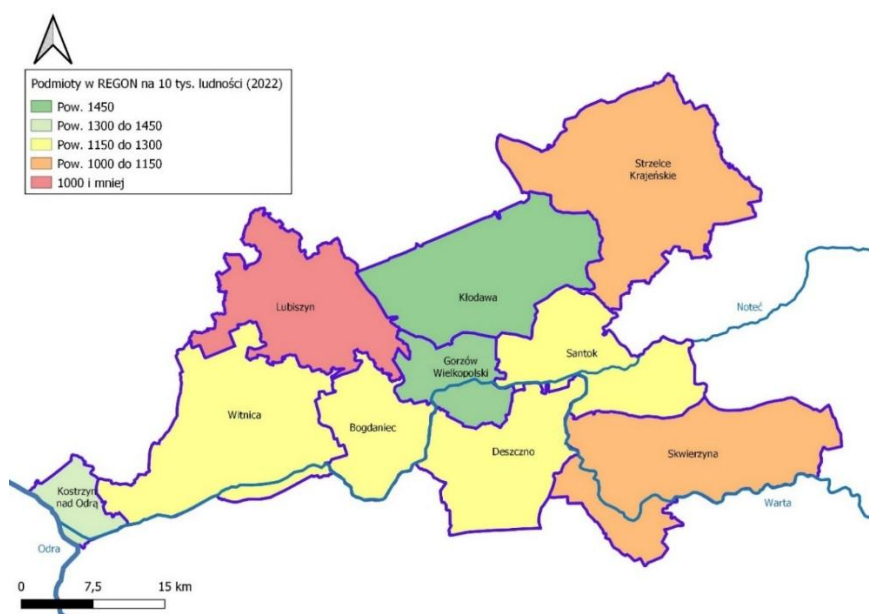 Podmioty w REGON na 10 tys. ludności (2022)
Pow. 1450
Pow. 1300 do 1450
Pow. 1150 do 1300
Pow. 1000 do 1150
1000 i mniej
Strzelce
Krajeńskie
Kłodawa
Lubiszyn
Noteć
Gorzów
Wielkopolski
Santok
Witnica
Bogdaniec
Deszczno
Skwierzyna
Kostrzyn
nad Odrą
Warta
Odra
0 7,5 15 km